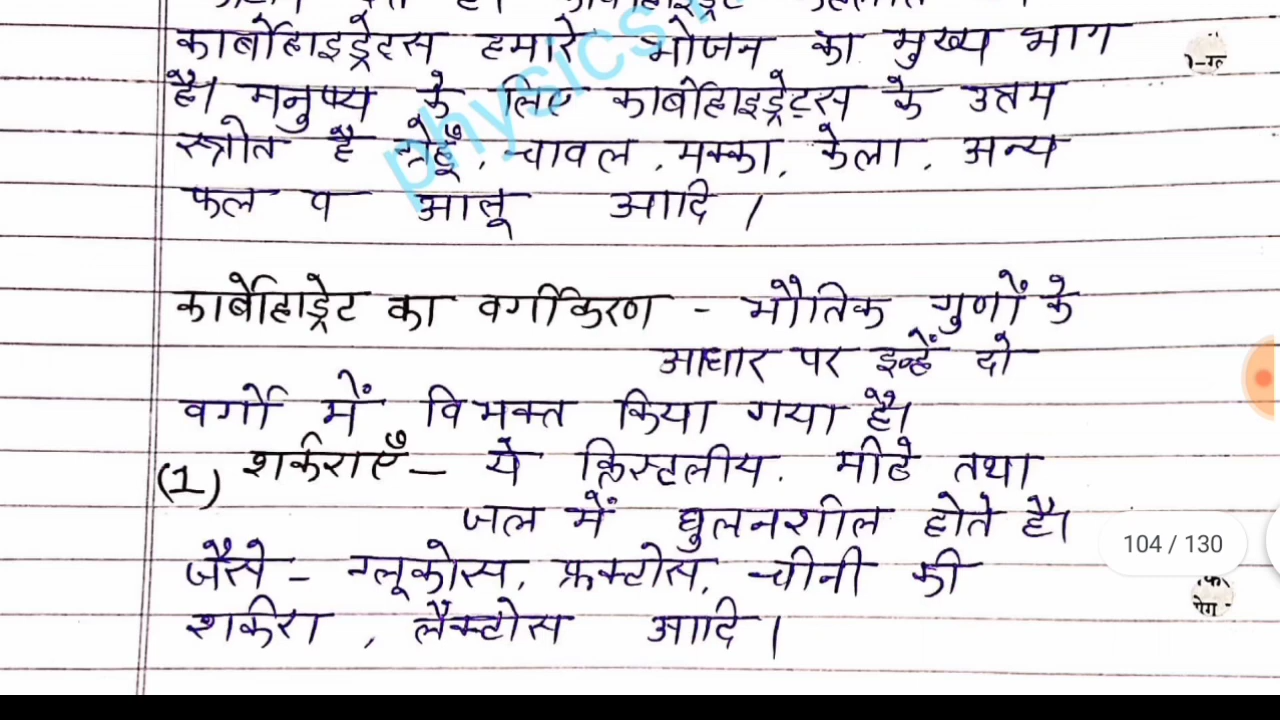 कार्बोहाइड्रेट्स हमारे भोजन का मुख्य भाग
है। मनुष्य के लिए कार्बोहाइड्रेट्स के उत्तम
स्त्रोत है गेहूँ, चावल, मक्का, केला, अन्य
फल व आलू आदि।
कार्बोहाड्रेट का वर्गीकरण - भौतिक गुणों के
आधार पर इन्हें दो
वर्गो में विभक्त किया गया है।
(1) शर्कराएँ - ये क्रिस्टलीय, मीठे तथा
जल में घुलनशील होते है।
104 / 130
जैसे - ग्लूकोस, फ्रक्टोस, चीनी की
शर्करा, लैक्टोस आदि।
physics